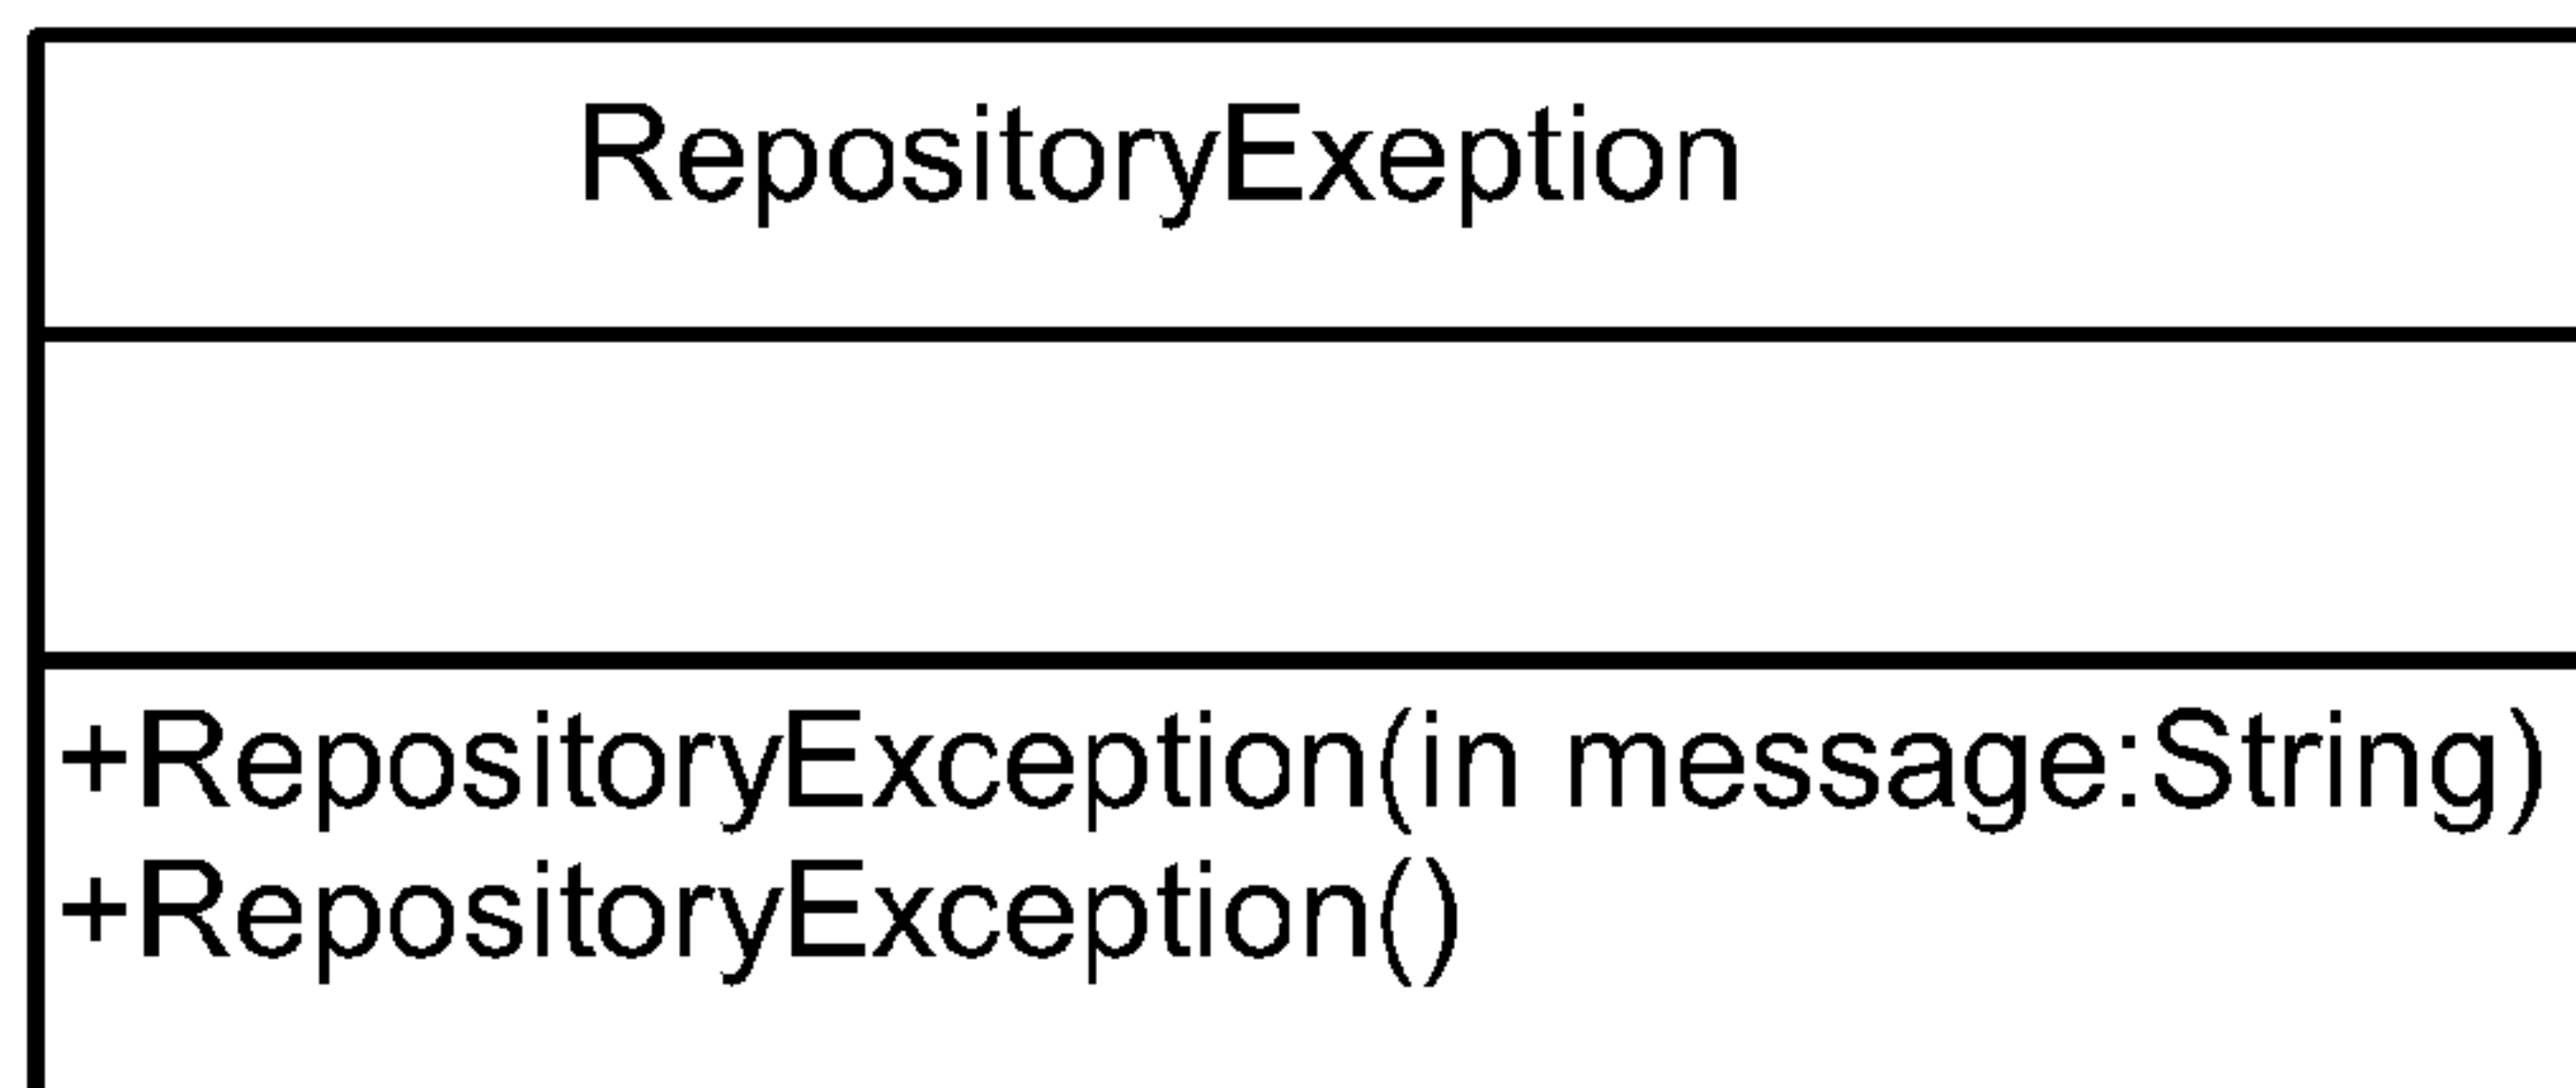 RepositoryExeption
+RepositoryException(in message:String)
+RepositoryException()